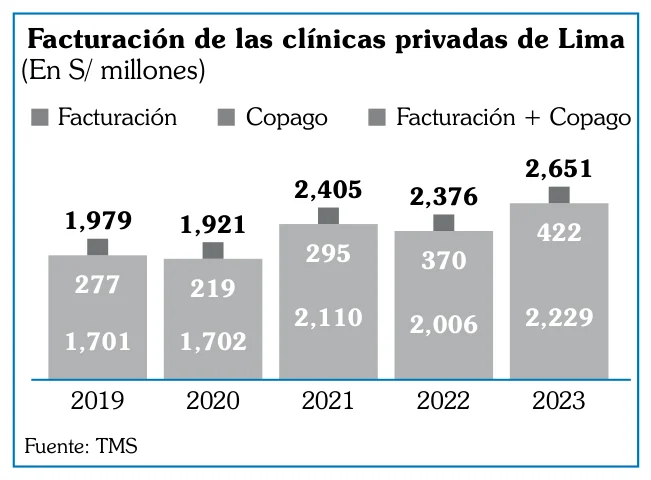 Facturación de las clínicas privadas de Lima
(En S/ millones)
Facturación Copago Facturación + Copago
1,979 1,921 2,405 2,376 2,651
277 219 295 370 422
1,701 1,702 2,110 2,006 2,229
2019 2020 2021 2022 2023
Fuente: TMS